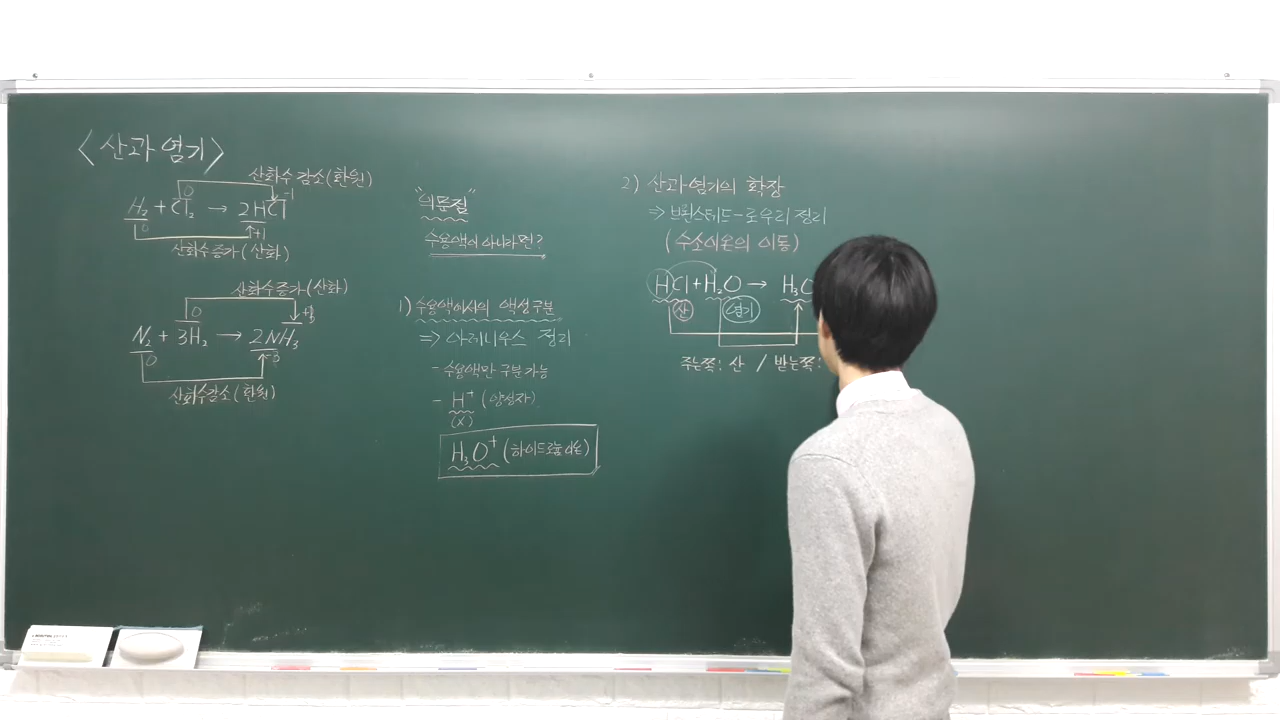 <산과 염기>
산화수 감소(환원)
0 -1
H₂ + Cl₂ → 2HCl
0 +1
산화수증가(산화)
산화수증가(산화)
0
N₂ + 3H₂ → 2NH₃
0 -3
산화수감소(환원)
"의문점"
수용액이 아니라면?
1) 수용액에서의 액성구분
⇒ 아레니우스 정리
- 수용액만 구분가능
- H⁺ (양성자)
(X)
H₃O⁺ (하이드로늄이온)
2) 산과염기의 확장
⇒ 브뢴스테드-로우리 정리
(수소이온의 이동)
HCl + H₂O → H₃O
산 염기
주는쪽: 산 / 받는쪽: